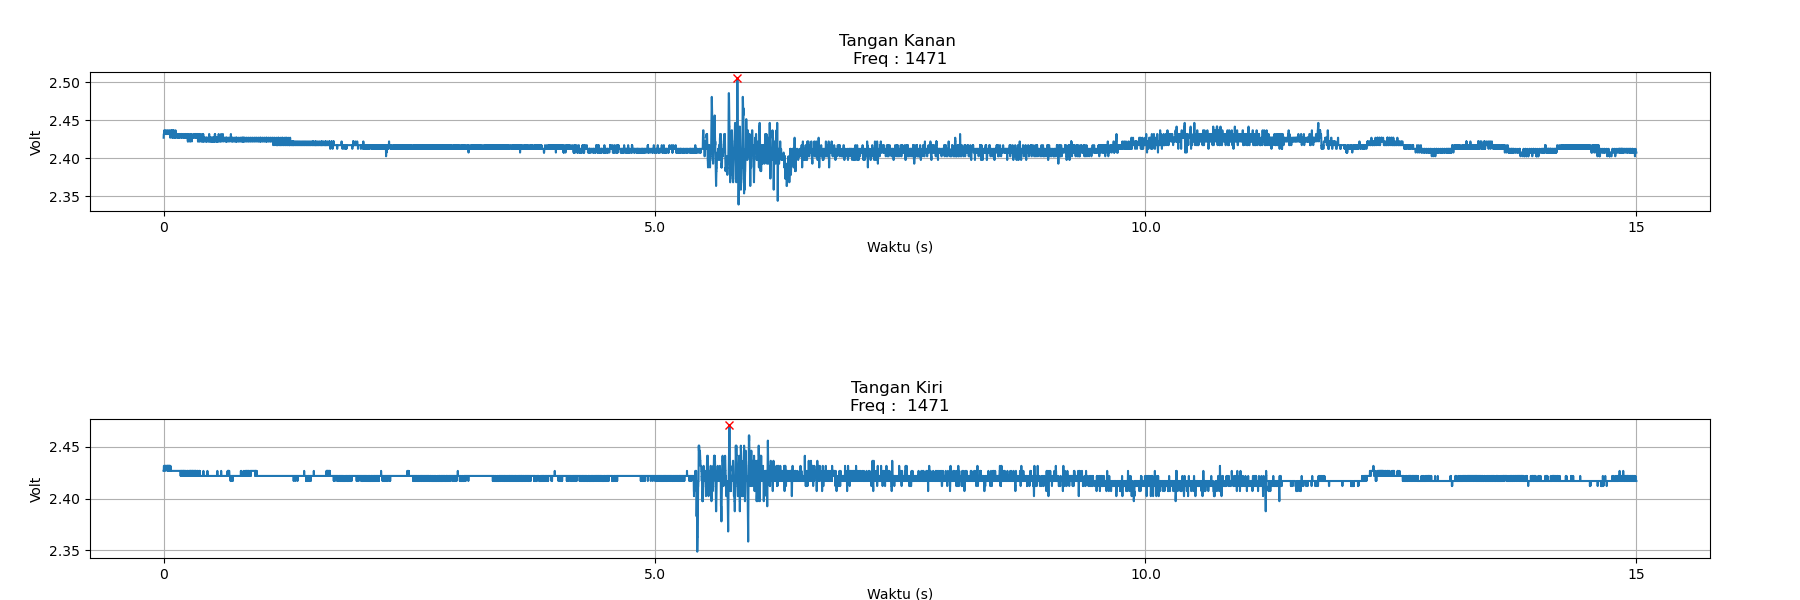 Tangan Kanan
Freq : 1471
2.50
2.45
2.40
2.35
Volt
0
5.0
10.0
15
Waktu (s)
Tangan Kiri
Freq :  1471
2.45
2.40
2.35
Volt
0
5.0
10.0
15
Waktu (s)